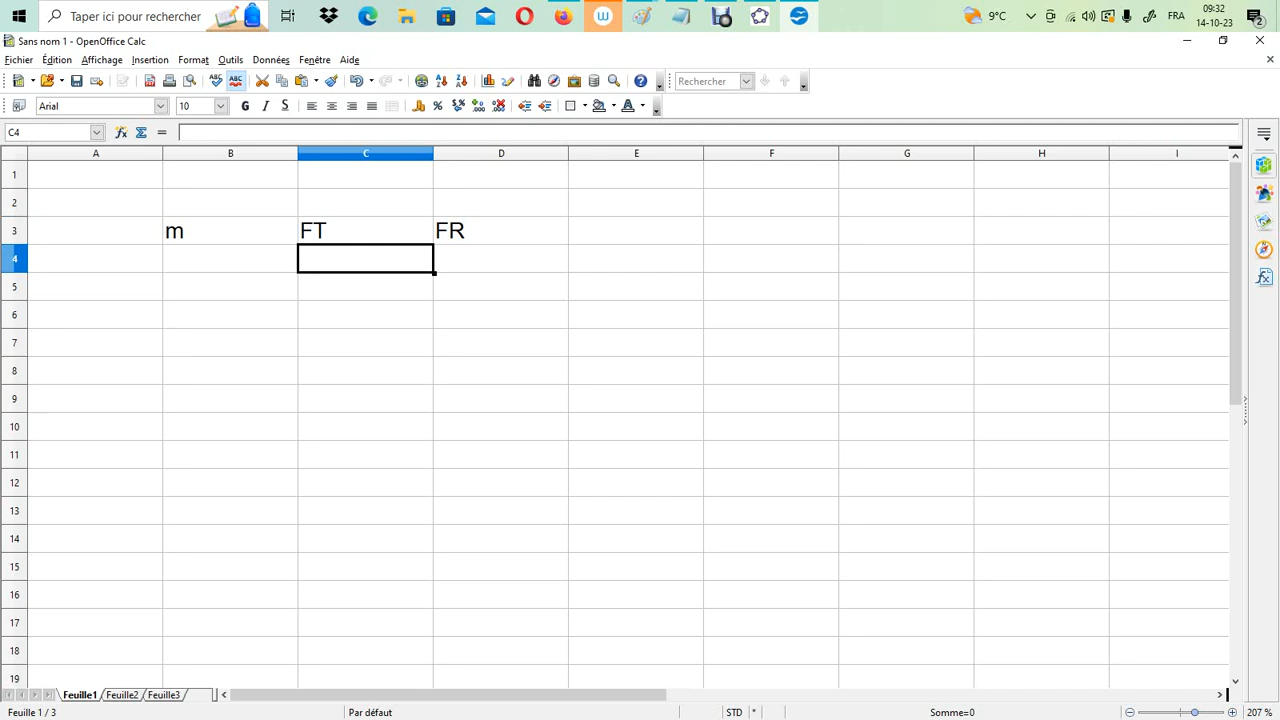 Taper ici pour rechercher
9°C
FRA
09:32
14-10-23
2
Sans nom 1 - OpenOffice Calc
Fichier Édition Affichage Insertion Format Outils Données Fenêtre Aide
Rechercher
Arial 10 G I S
C4
A B C D E F G H I
1
2
3 m FT FR
4
5
6
7
8
9
10
11
12
13
14
15
16
17
18
19
Feuille1 Feuille2 Feuille3
Feuille 1 / 3 Par défaut STD * Somme=0 207 %